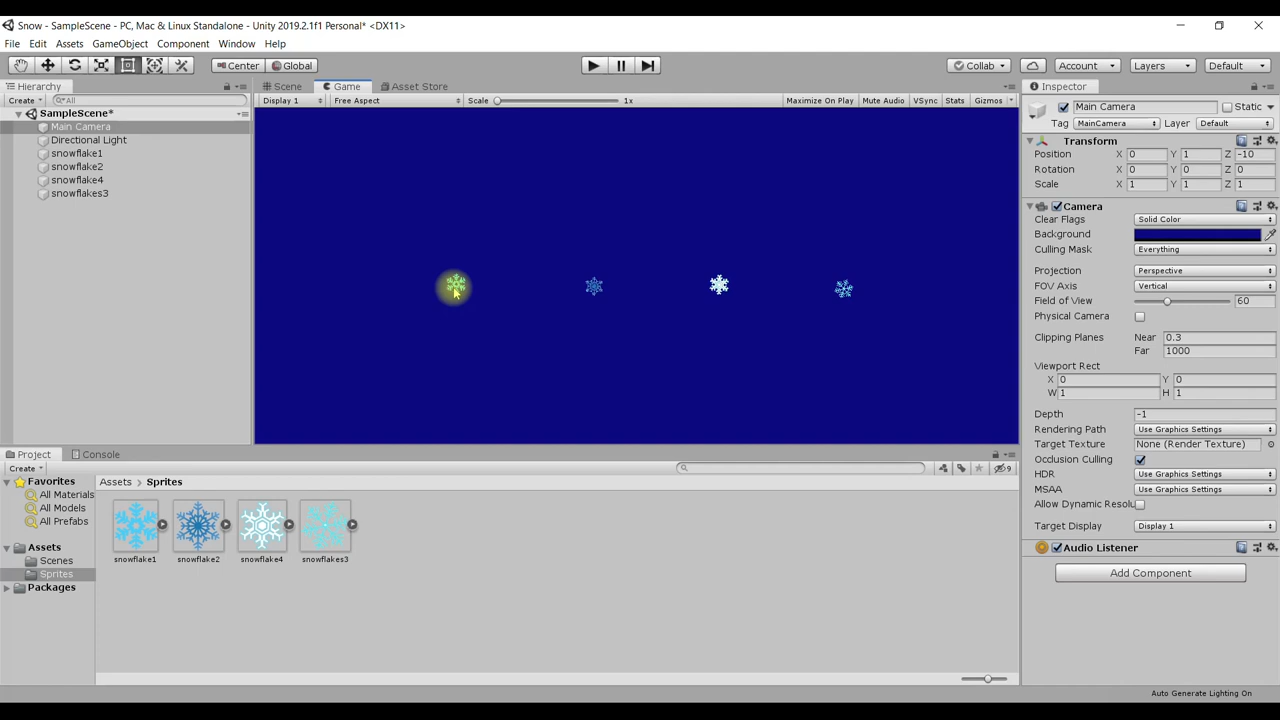 Snow - SampleScene - PC, Mac & Linux Standalone - Unity 2019.2.1f1 Personal* <DX11>
File Edit Assets GameObject Component Window Help
Center Global Collab Account Layers Default
Hierarchy
Create All
SampleScene*
Main Camera
Directional Light
snowflake1
snowflake2
snowflake4
snowflakes3
Scene Game Asset Store
Display 1 Free Aspect Scale 1x Maximize On Play Mute Audio VSync Stats Gizmos
Inspector
Main Camera Static
Tag MainCamera Layer Default
Transform
Position X 0 Y 1 Z -10
Rotation X 0 Y 0 Z 0
Scale X 1 Y 1 Z 1
Camera
Clear Flags Solid Color
Background
Culling Mask Everything
Projection Perspective
FOV Axis Vertical
Field of View 60
Physical Camera
Clipping Planes Near 0.3
Far 1000
Viewport Rect
X 0 Y 0
W 1 H 1
Depth -1
Rendering Path Use Graphics Settings
Target Texture None (Render Texture)
Occlusion Culling
HDR Use Graphics Settings
MSAA Use Graphics Settings
Allow Dynamic Resolu
Target Display Display 1
Audio Listener
Add Component
Project Console
Create 9
Favorites
All Materials
All Models
All Prefabs
Assets
Scenes
Sprites
Packages
Assets Sprites
snowflake1 snowflake2 snowflake4 snowflakes3
Auto Generate Lighting On